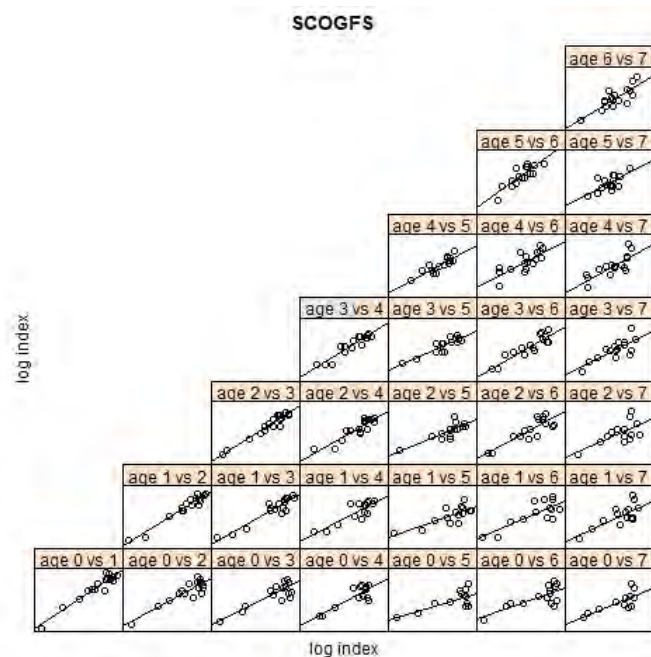 SCOGFS
age 6 vs 7
age 5 vs 6 age 5 vs 7
age 4 vs 5 age 4 vs 6 age 4 vs 7
age 3 vs 4 age 3 vs 5 age 3 vs 6 age 3 vs 7
age 2 vs 3 age 2 vs 4 age 2 vs 5 age 2 vs 6 age 2 vs 7
age 1 vs 2 age 1 vs 3 age 1 vs 4 age 1 vs 5 age 1 vs 6 age 1 vs 7
age 0 vs 1 age 0 vs 2 age 0 vs 3 age 0 vs 4 age 0 vs 5 age 0 vs 6 age 0 vs 7
log index
log index